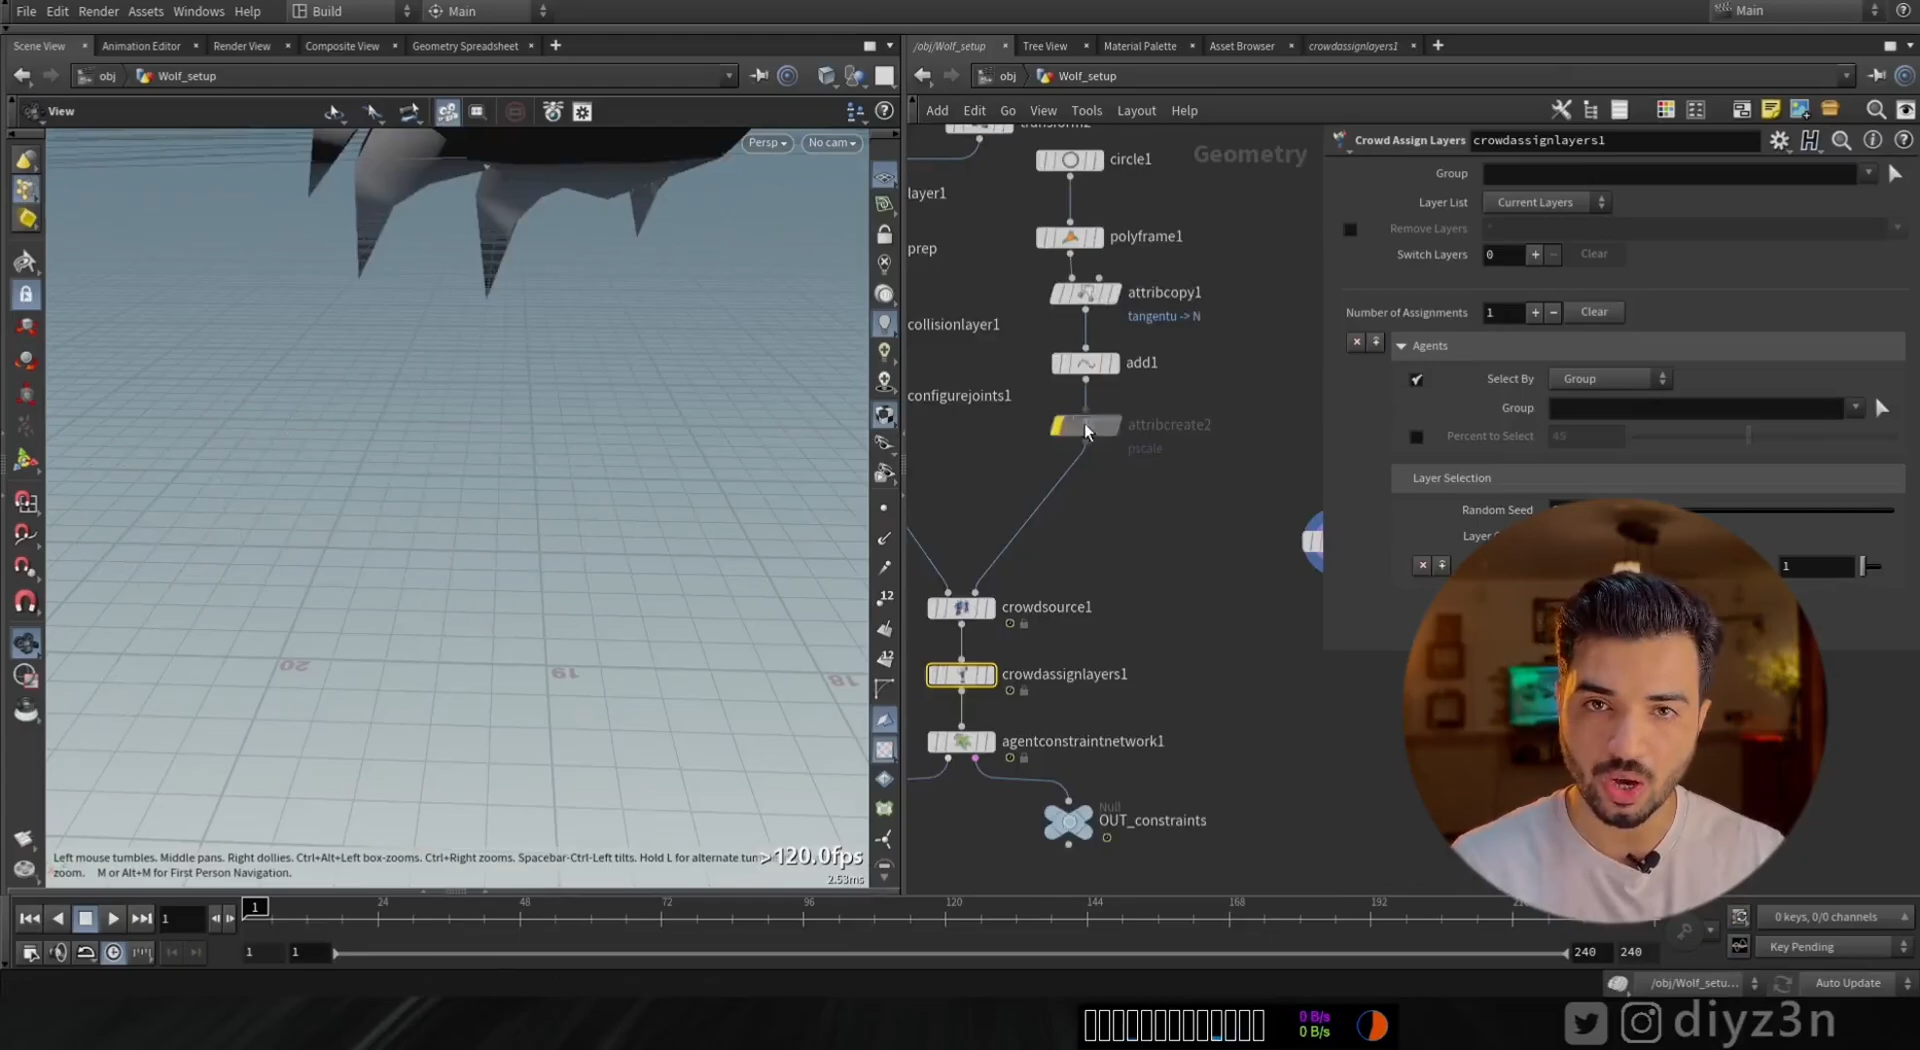 File Edit Render Assets Windows Help Build Main Main
Scene View Animation Editor Render View Composite View Geometry Spreadsheet
/obj/Wolf_setup Tree View Material Palette Asset Browser crowdassignlayers1
obj Wolf_setup
obj Wolf_setup
View
Add Edit Go View Tools Layout Help
Persp No cam
Geometry
circle1
layer1
polyframe1
prep
attribcopy1
tangentu -> N
collisionlayer1
add1
configurejoints1
attribcreate2
pscale
crowdsource1
crowdassignlayers1
agentconstraintnetwork1
Null
OUT_constraints
Crowd Assign Layers crowdassignlayers1
Group
Layer List Current Layers
Remove Layers *
Switch Layers 0 Clear
Number of Assignments 1 Clear
Agents
Select By Group
Group
Percent to Select 45
Layer Selection
Random Seed
Layer
1
12
12
20 19 18
Left mouse tumbles. Middle pans. Right dollies. Ctrl+Alt+Left box-zooms. Ctrl+Right zooms. Spacebar-Ctrl-Left tilts. Hold L for alternate
zoom. M or Alt+M for First Person Navigation.
>120.0fps
2.53ms
1 1 24 48 72 96 120 144 168 192
0 keys, 0/0 channels
1 1 240 240
Key Pending
/obj/Wolf_setu... Auto Update
0 B/s
0 B/s
diyz3n